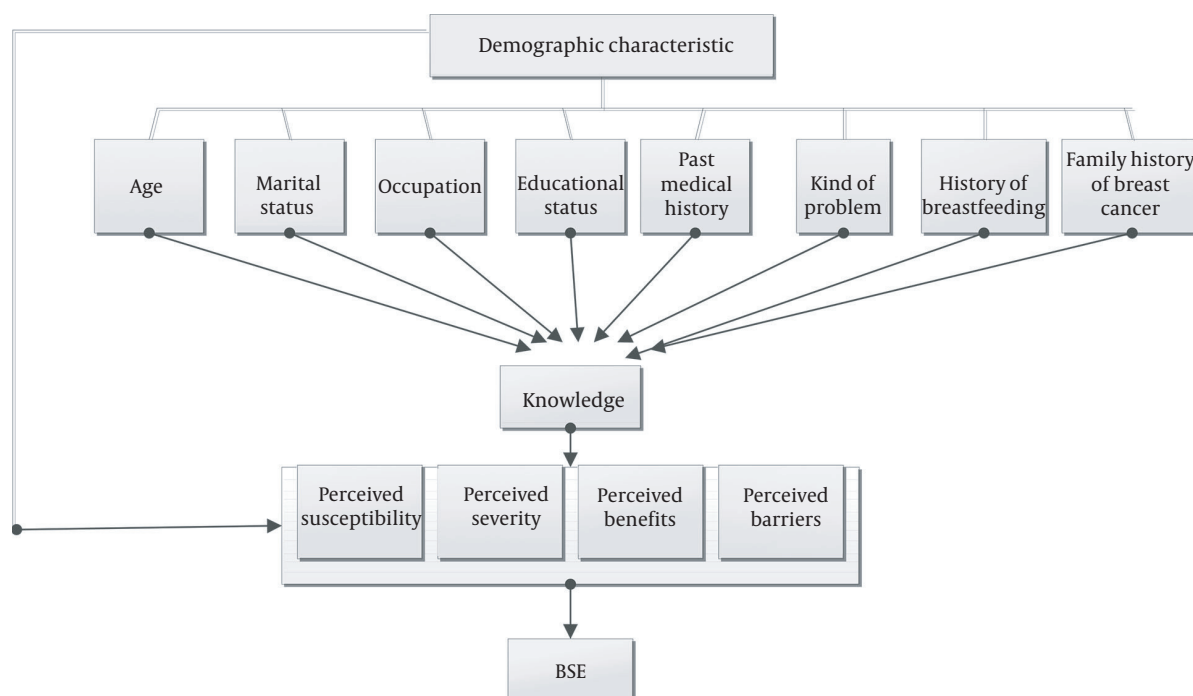 Demographic characteristic
Age
Marital
status
Occupation
Educational
status
Past
medical
history
Kind of
problem
History of
breastfeeding
Family history
of breast
cancer
Knowledge
Perceived
susceptibility
Perceived
severity
Perceived
benefits
Perceived
barriers
BSE